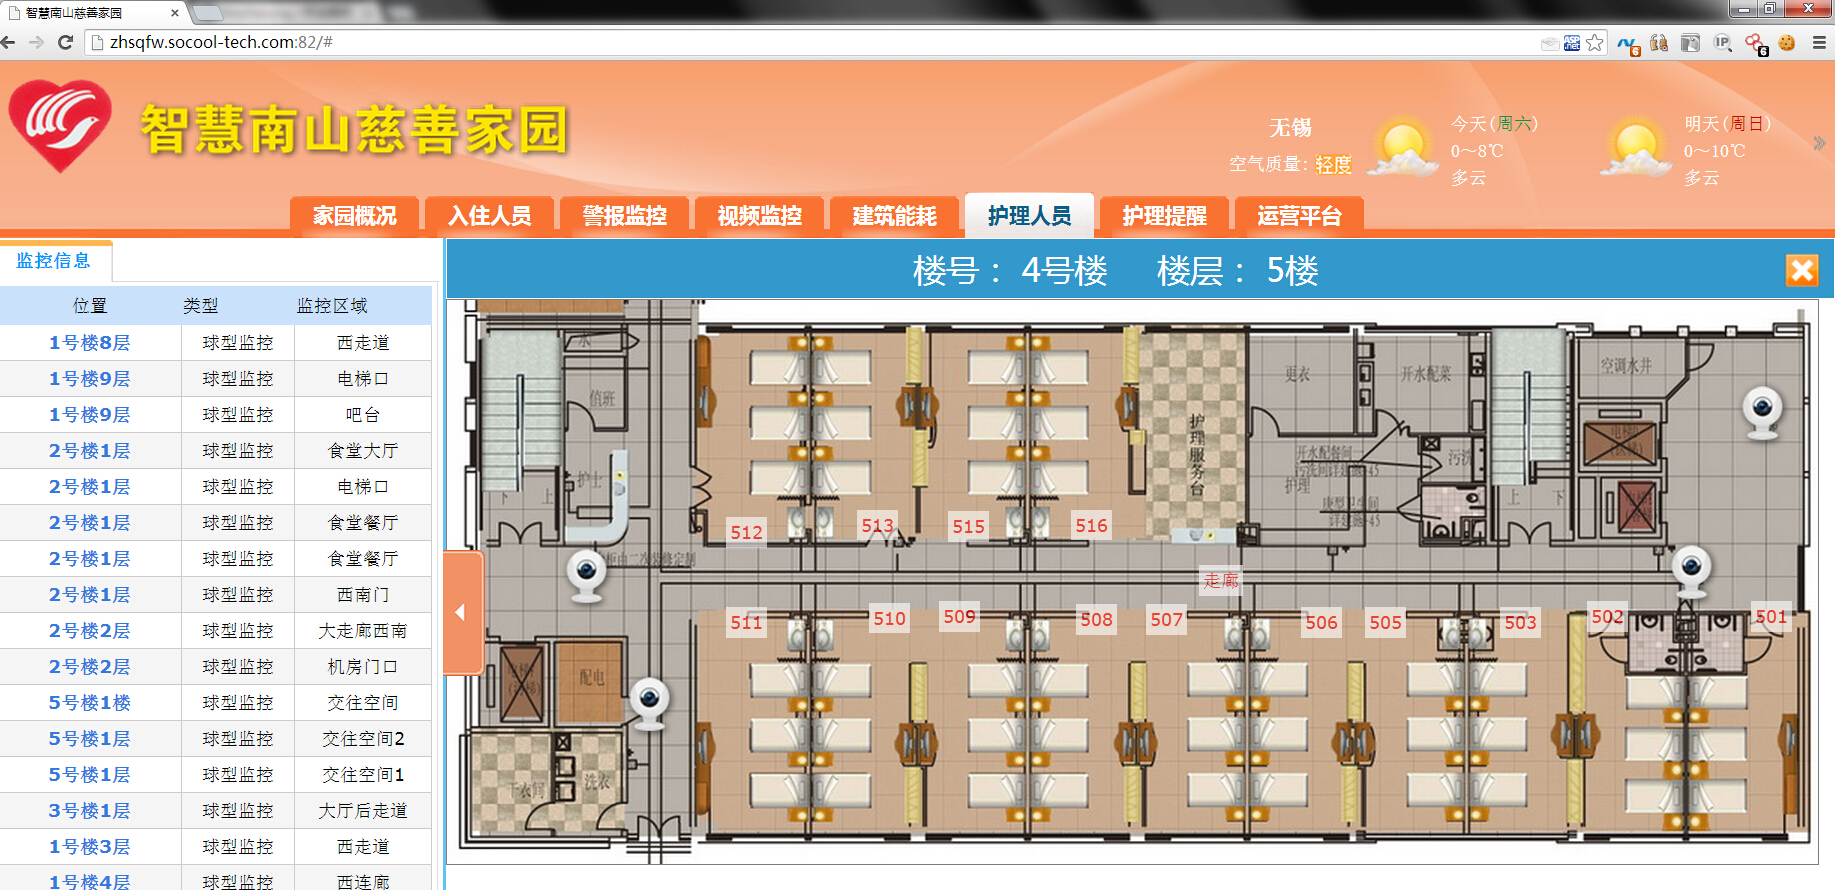 智慧南山慈善家园
zhsqfw.socool-tech.com:82/#
智慧南山慈善家园
无锡
空气质量：轻度
今天(周六)
0～8℃
多云
明天(周日)
0～10℃
多云
家园概况 入住人员 警报监控 视频监控 建筑能耗 护理人员 护理提醒 运营平台
监控信息
楼号： 4号楼 楼层： 5楼
位置 类型 监控区域
1号楼8层 球型监控 西走道
1号楼9层 球型监控 电梯口
1号楼9层 球型监控 吧台
2号楼1层 球型监控 食堂大厅
2号楼1层 球型监控 电梯口
2号楼1层 球型监控 食堂餐厅
2号楼1层 球型监控 食堂餐厅
2号楼1层 球型监控 西南门
2号楼2层 球型监控 大走廊西南
2号楼2层 球型监控 机房门口
5号楼1楼 球型监控 交往空间
5号楼1层 球型监控 交往空间2
5号楼1层 球型监控 交往空间1
3号楼1层 球型监控 大厅后走道
1号楼3层 球型监控 西走道
1号楼4层 球型监控 西连廊
水
值班
护士
下 上
更衣
开水配菜
空调水井
护理服务台
开水配餐间
护理
污洗
上 下
512 513 515 516
走廊
511 510 509 508 507 506 505 503 502 501
配电
洗衣